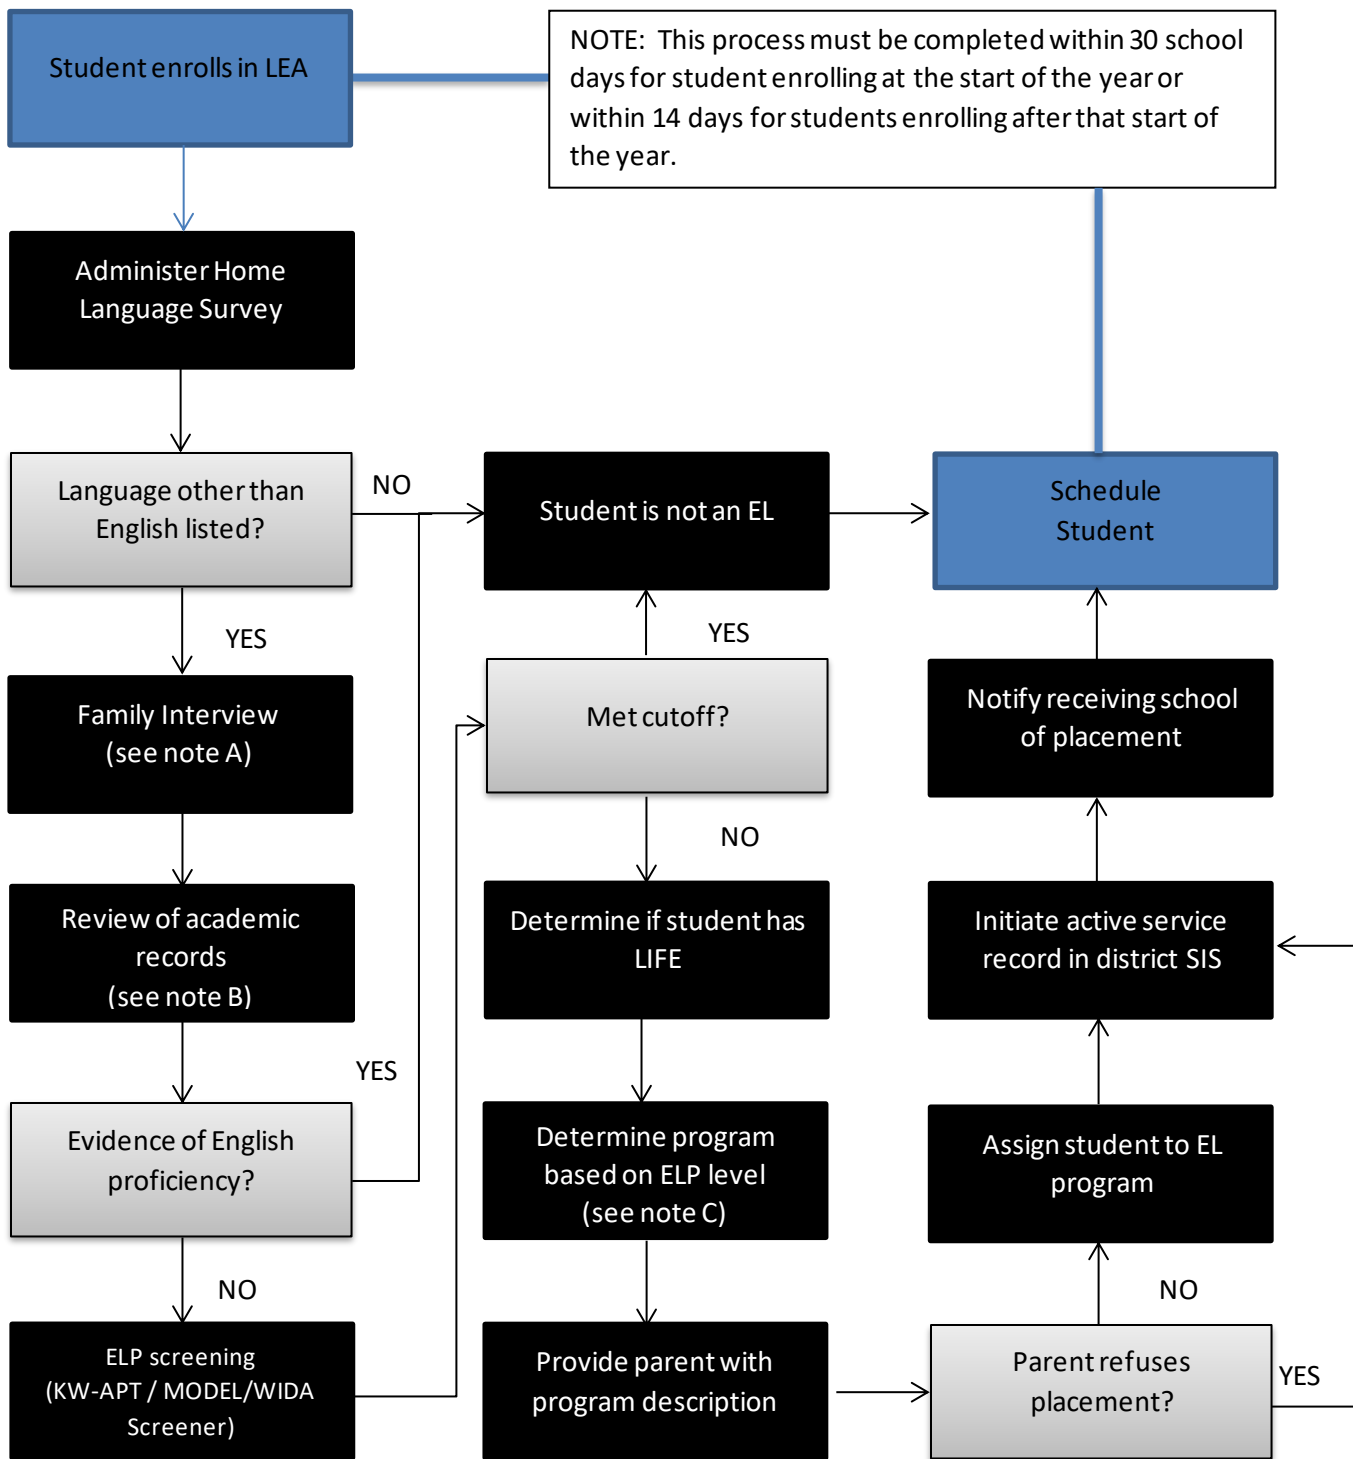 Student enrolls in LEA
NOTE:  This process must be completed within 30 school
days for student enrolling at the start of the year or
within 14 days for students enrolling after that start of
the year.
Administer Home
Language Survey
Language other than
English listed?
NO
YES
Family Interview
(see note A)
Review of academic
records
(see note B)
YES
Evidence of English
proficiency?
NO
ELP screening
(KW-APT / MODEL/WIDA
Screener)
Student is not an EL
YES
Met cutoff?
NO
Determine if student has
LIFE
Determine program
based on ELP level
(see note C)
Provide parent with
program description
Schedule
Student
Notify receiving school
of placement
Initiate active service
record in district SIS
Assign student to EL
program
NO
Parent refuses
placement?
YES